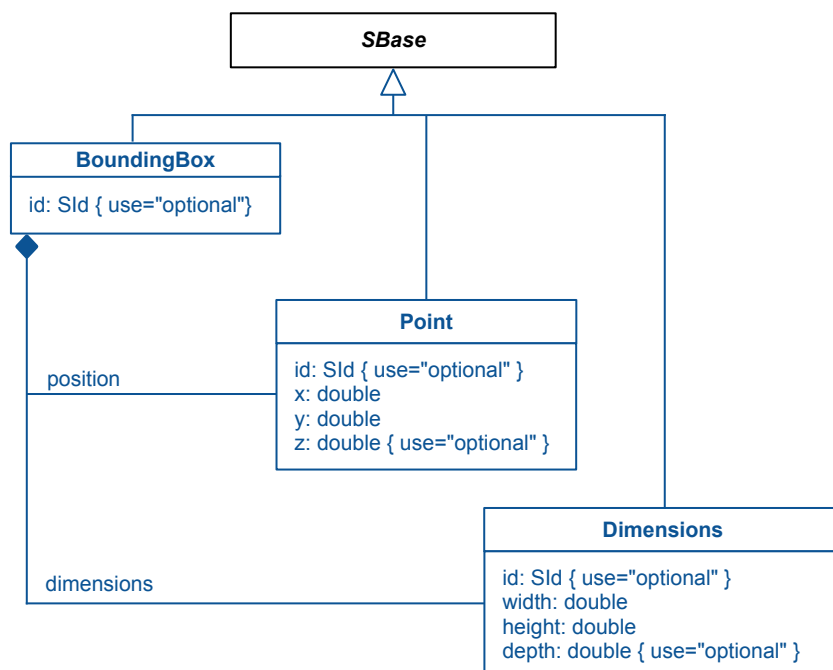 SBase
BoundingBox
id: SId { use="optional"}
Point
id: SId { use="optional" }
x: double
y: double
z: double { use="optional" }
position
Dimensions
id: SId { use="optional" }
width: double
height: double
depth: double { use="optional" }
dimensions